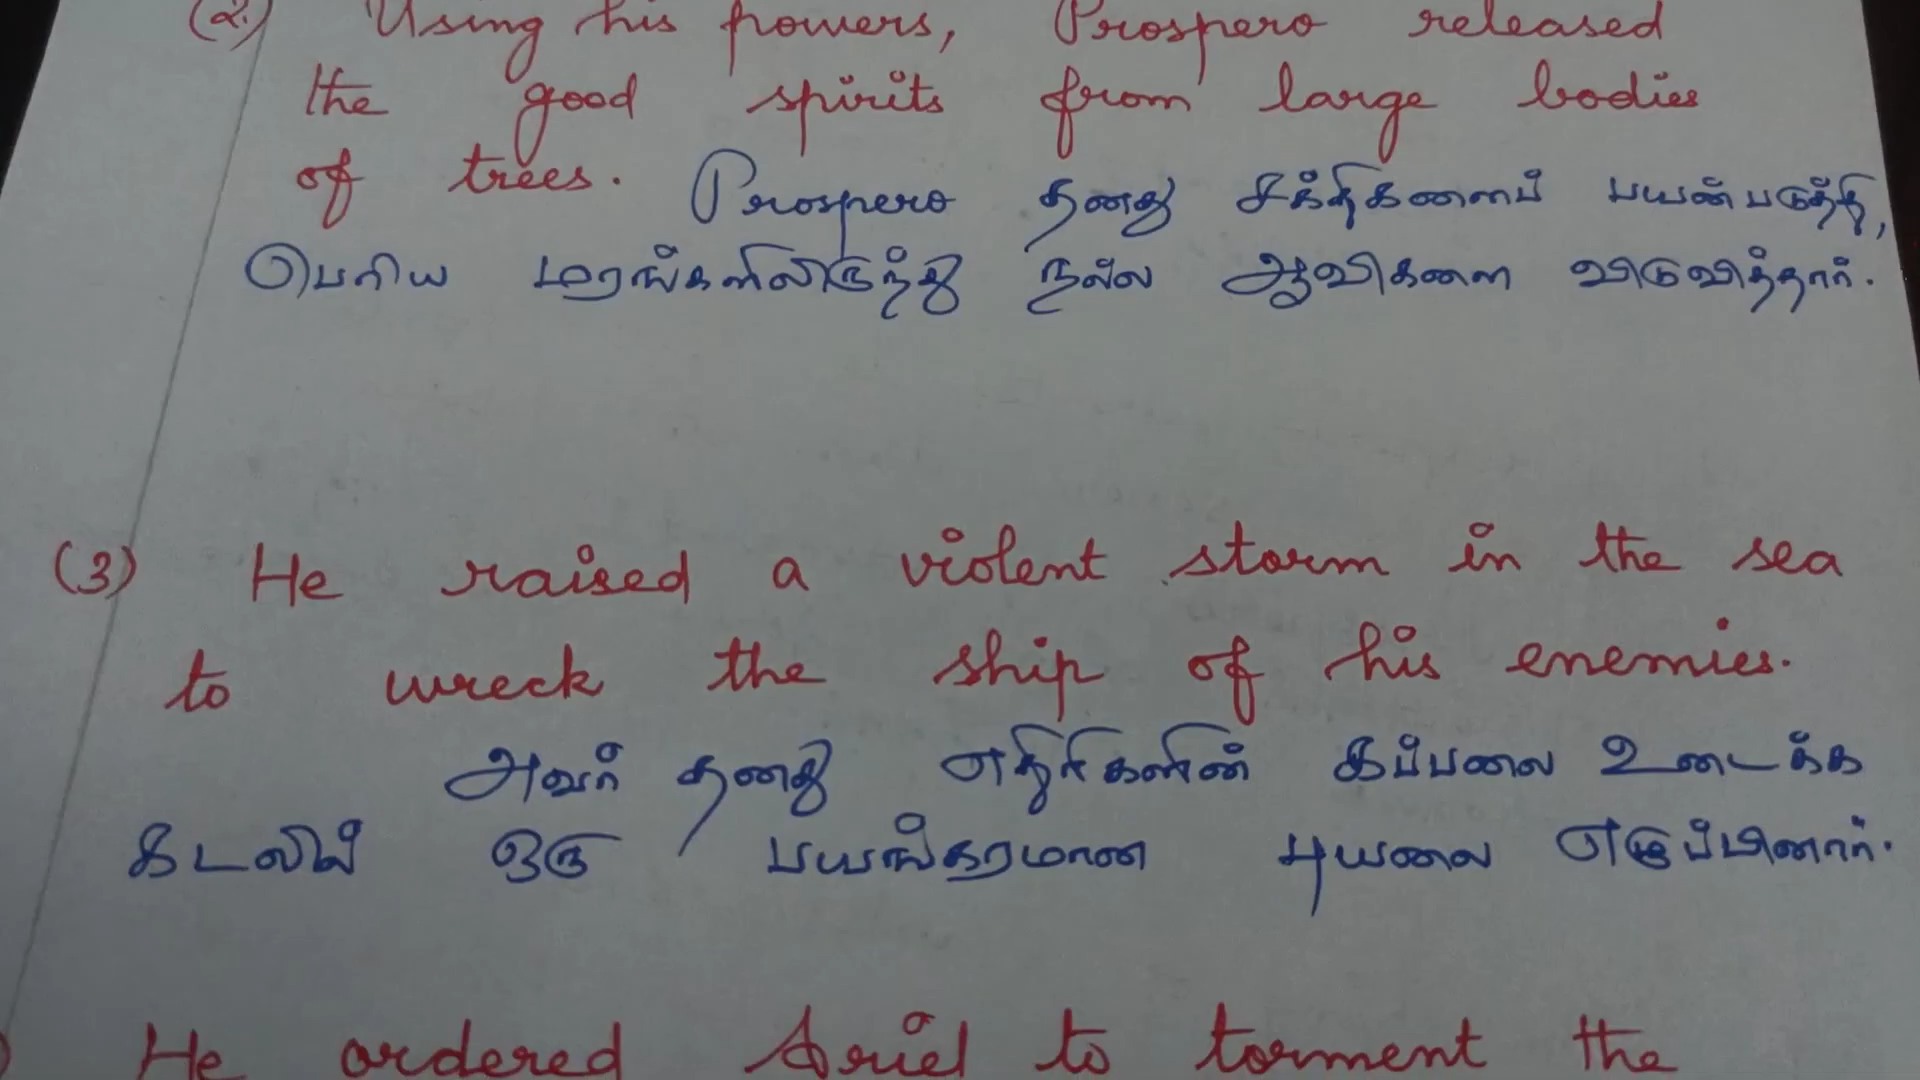 (2) Using his powers, Prospero released
the good spirits from large bodies
of trees. Prospero தனது சக்திகளைப் பயன்படுத்தி,
பெரிய மரங்களிலிருந்து நல்ல ஆவிகளை விடுவித்தார்.
(3) He raised a violent storm in the sea
to wreck the ship of his enemies.
அவர் தனது எதிரிகளின் கப்பலை உடைக்க
கடலில் ஒரு பயங்கரமான புயலை எழுப்பினார்.
He ordered Ariel to torment the